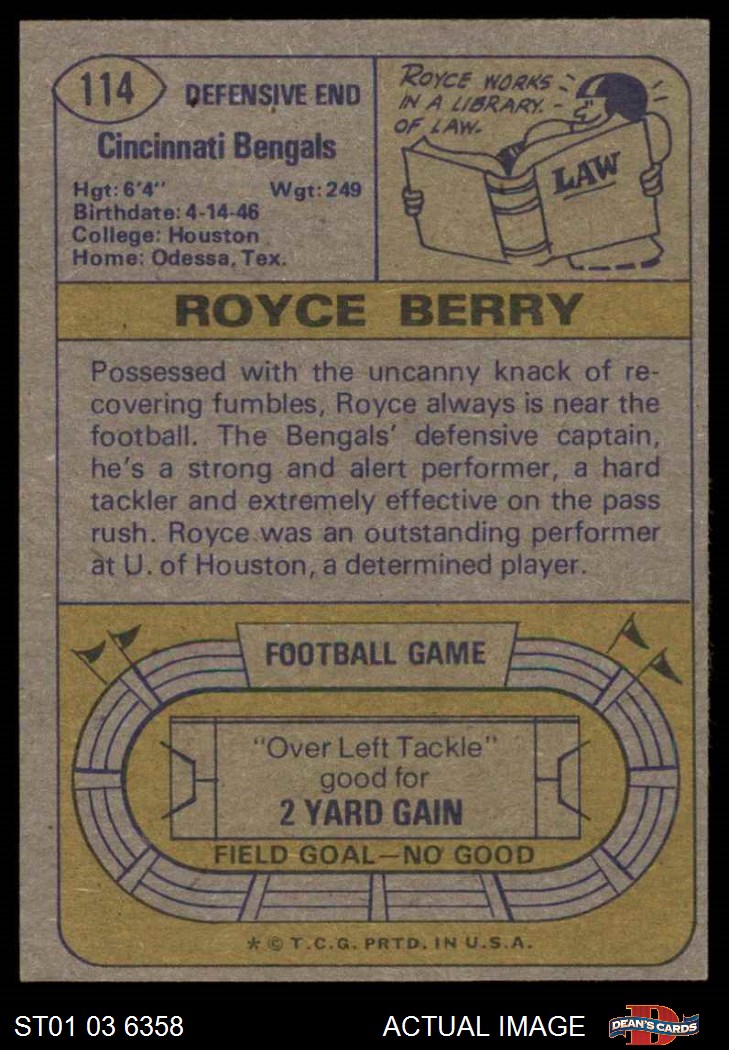 114
DEFENSIVE END
Cincinnati Bengals
Hgt: 6'4" Wgt: 249
Birthdate: 4-14-46
College: Houston
Home: Odessa, Tex.
ROYCE WORKS
IN A LIBRARY.
OF LAW.
LAW
ROYCE BERRY
Possessed with the uncanny knack of re-
covering fumbles, Royce always is near the
football. The Bengals' defensive captain,
he's a strong and alert performer, a hard
tackler and extremely effective on the pass
rush. Royce was an outstanding performer
at U. of Houston, a determined player.
FOOTBALL GAME
"Over Left Tackle"
good for
2 YARD GAIN
FIELD GOAL—NO GOOD
* © T.C.G. PRTD. IN U.S.A.
ST01 03 6358
ACTUAL IMAGE
D
DEAN'S CARDS